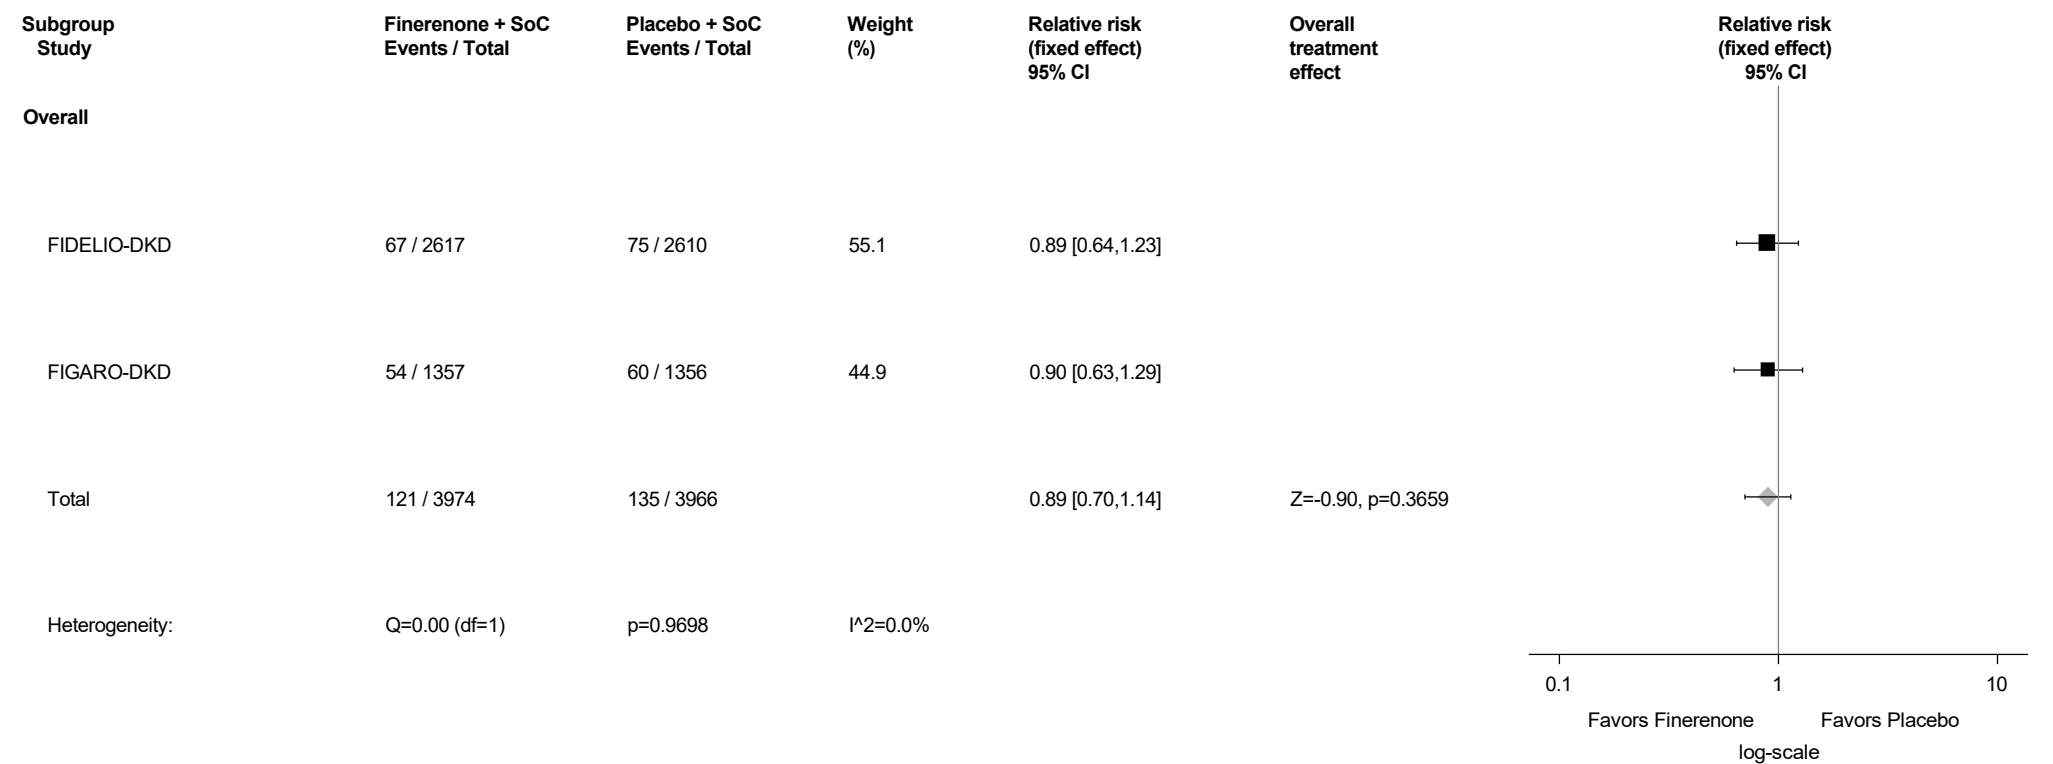 Subgroup Finerenone + SoC Placebo + SoC Weight Relative risk Overall Relative risk
Study Events / Total Events / Total (%) (fixed effect) treatment (fixed effect)
95% CI effect 95% CI
Overall
FIDELIO-DKD 67 / 2617 75 / 2610 55.1 0.89 [0.64,1.23]
FIGARO-DKD 54 / 1357 60 / 1356 44.9 0.90 [0.63,1.29]
Total 121 / 3974 135 / 3966 0.89 [0.70,1.14] Z=-0.90, p=0.3659
Heterogeneity: Q=0.00 (df=1) p=0.9698 I^2=0.0%
0.1 1 10
Favors Finerenone Favors Placebo
log-scale